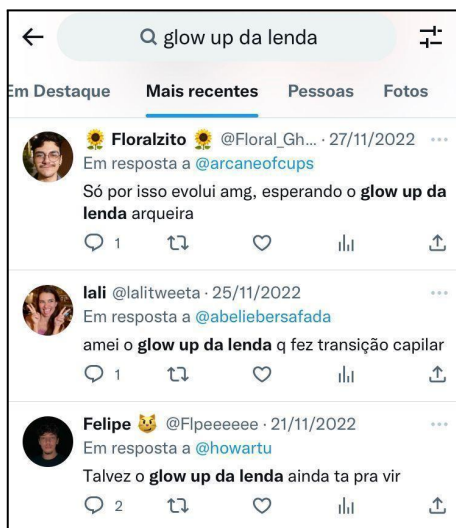 glow up da lenda
Em Destaque Mais recentes Pessoas Fotos
🌻 Floralzito 🌻 @Floral_Gh... · 27/11/2022
Em resposta a @arcaneofcups
Só por isso evolui amg, esperando o glow up da
lenda arqueira
1
lali @lalitweeta · 25/11/2022
Em resposta a @abeliebersafada
amei o glow up da lenda q fez transição capilar
1
Felipe 😼 @Flpeeeeee · 21/11/2022
Em resposta a @howartu
Talvez o glow up da lenda ainda ta pra vir
2